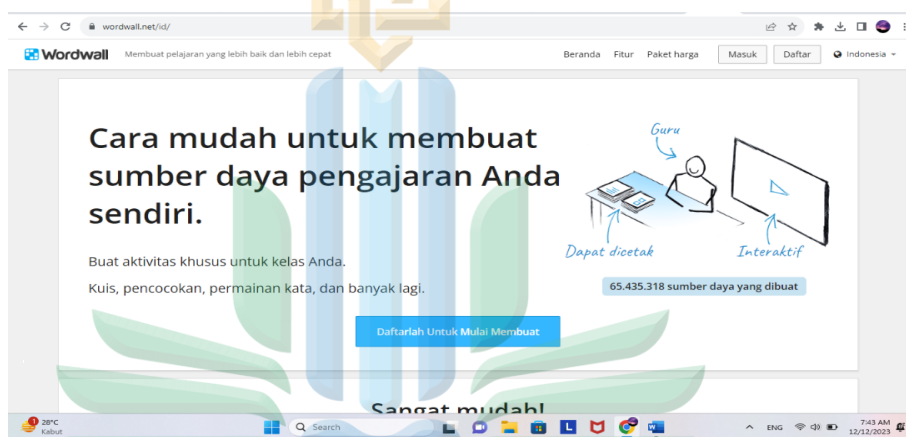 wordwall.net/id/
Wordwall Membuat pelajaran yang lebih baik dan lebih cepat Beranda Fitur Paket harga Masuk Daftar Indonesia
Cara mudah untuk membuat
sumber daya pengajaran Anda
sendiri.
Buat aktivitas khusus untuk kelas Anda.
Kuis, pencocokan, permainan kata, dan banyak lagi.
Daftarlah Untuk Mulai Membuat
Guru
Dapat dicetak
Interaktif
65.435.318 sumber daya yang dibuat
Sangat mudah!
28°C
Kabut
Search
ENG
7:43 AM
12/12/2023